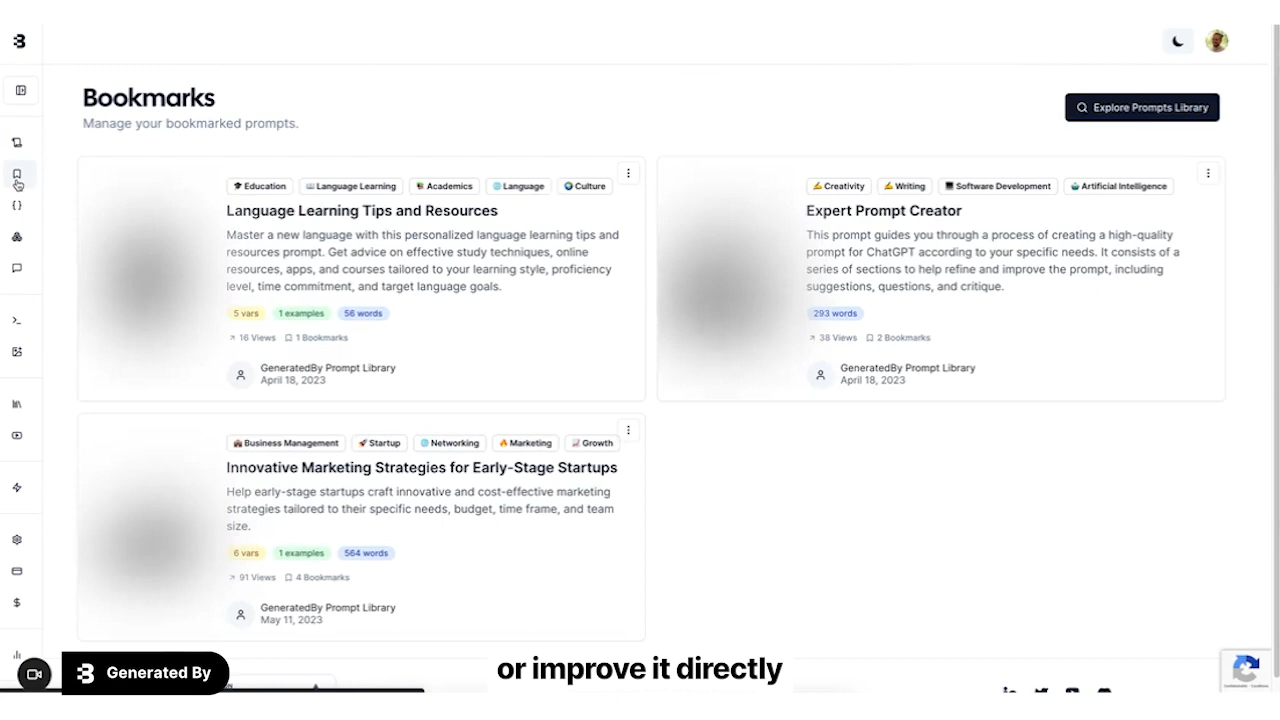 Bookmarks
Manage your bookmarked prompts.
Explore Prompts Library
🎓 Education 📖 Language Learning 📚 Academics 🌐 Language 🌍 Culture
Language Learning Tips and Resources
Master a new language with this personalized language learning tips and
resources prompt. Get advice on effective study techniques, online
resources, apps, and courses tailored to your learning style, proficiency
level, time commitment, and target language goals.
5 vars 1 examples 56 words
16 Views 1 Bookmarks
GeneratedBy Prompt Library
April 18, 2023
✍️ Creativity ✍️ Writing 💻 Software Development 🤖 Artificial Intelligence
Expert Prompt Creator
This prompt guides you through a process of creating a high-quality
prompt for ChatGPT according to your specific needs. It consists of a
series of sections to help refine and improve the prompt, including
suggestions, questions, and critique.
293 words
38 Views 2 Bookmarks
GeneratedBy Prompt Library
April 18, 2023
Business Management 🚀 Startup 🌐 Networking 🔥 Marketing 📈 Growth
Innovative Marketing Strategies for Early-Stage Startups
Help early-stage startups craft innovative and cost-effective marketing
strategies tailored to their specific needs, budget, time frame, and team
size.
6 vars 1 examples 564 words
91 Views 4 Bookmarks
GeneratedBy Prompt Library
May 11, 2023
Generated By
or improve it directly